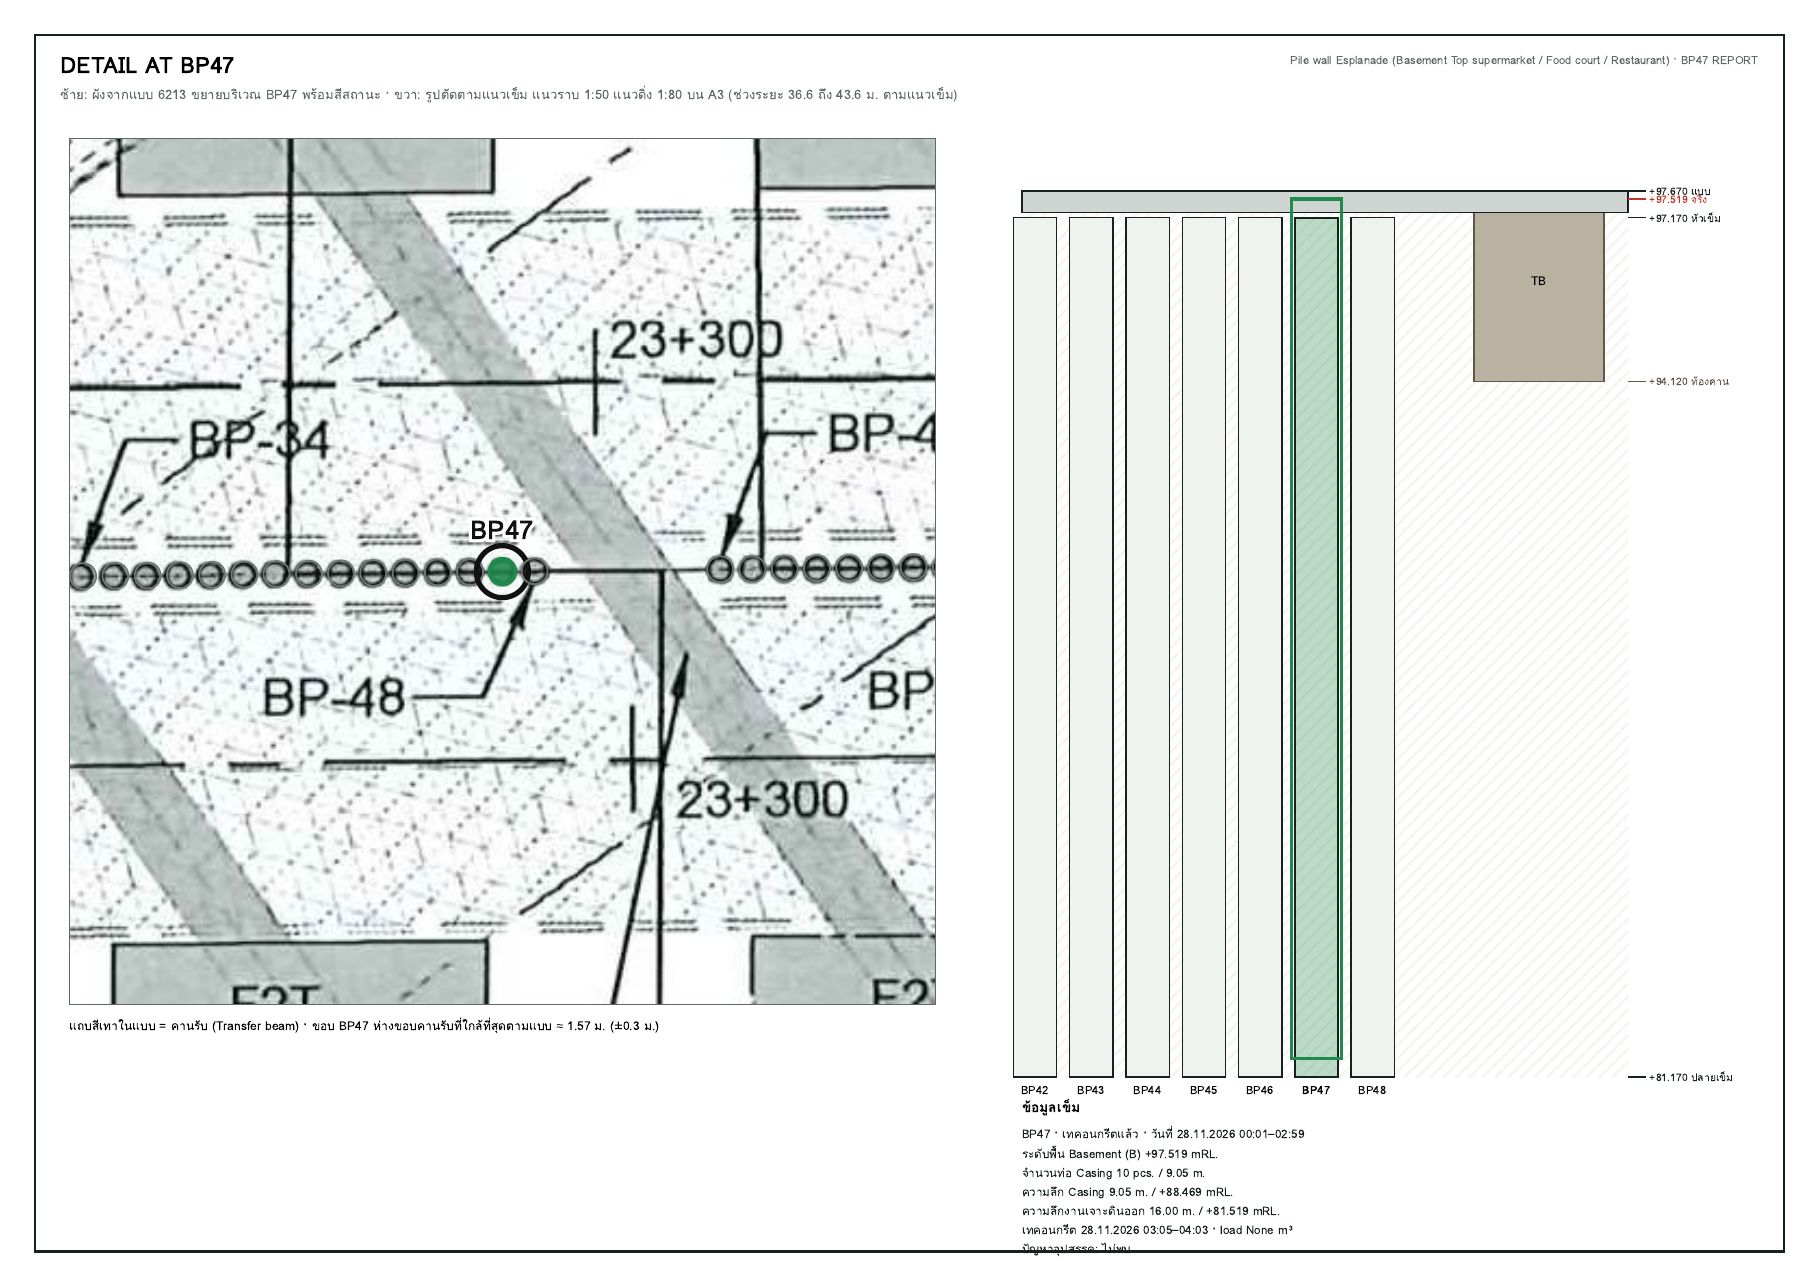 DETAIL AT BP47
Pile wall Esplanade (Basement Top supermarket / Food court / Restaurant) · BP47 REPORT
ซ้าย: ผังจากแบบ 6213 ขยายบริเวณ BP47 พร้อมสีสถานะ · ขวา: รูปตัดตามแนวเข็ม แนวราบ 1:50 แนวดิ่ง 1:80 บน A3 (ช่วงระยะ 36.6 ถึง 43.6 ม. ตามแนวเข็ม)
23+300
BP-34
BP-4
BP47
BP-48
BP
23+300
F2T
F2T
แถบสีเทาในแบบ = คานรับ (Transfer beam) · ขอบ BP47 ห่างขอบคานรับที่ใกล้ที่สุดตามแบบ ≈ 1.57 ม. (±0.3 ม.)
+97.670 แบบ
+97.519 จริง
+97.170 หัวเข็ม
TB
+94.120 ท้องคาน
+81.170 ปลายเข็ม
BP42 BP43 BP44 BP45 BP46 BP47 BP48
ข้อมูลเข็ม
BP47 · เทคอนกรีตแล้ว · วันที่ 28.11.2026 00:01–02:59
ระดับพื้น Basement (B) +97.519 mRL.
จำนวนท่อ Casing 10 pcs. / 9.05 m.
ความลึก Casing 9.05 m. / +88.469 mRL.
ความลึกงานเจาะดินออก 16.00 m. / +81.519 mRL.
เทคอนกรีต 28.11.2026 03:05–04:03 · load None m³
ปัญหาอุปสรรค: ไม่พบ